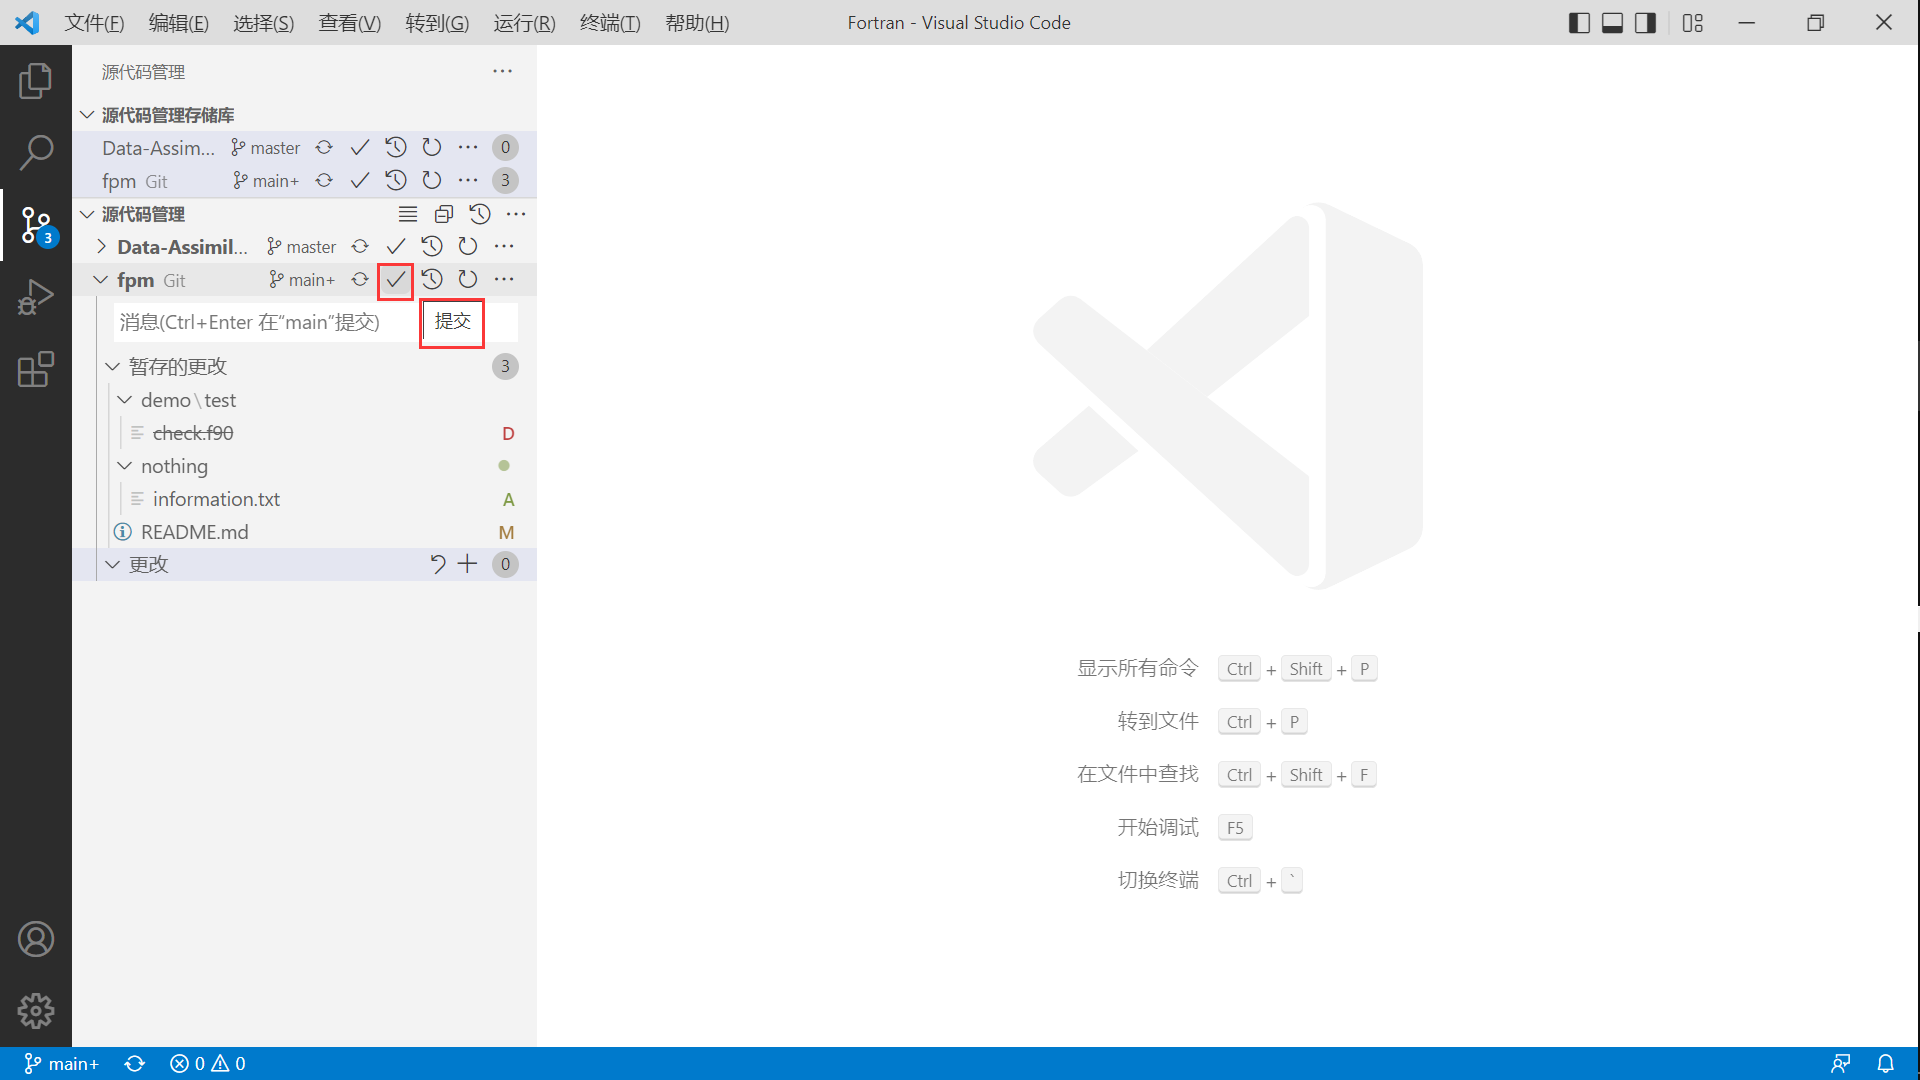 文件(F) 编辑(E) 选择(S) 查看(V) 转到(G) 运行(R) 终端(T) 帮助(H) Fortran - Visual Studio Code
源代码管理
源代码管理存储库
Data-Assim... master 0
fpm Git main+ 3
源代码管理
Data-Assimil... master
fpm Git main+
消息(Ctrl+Enter 在“main”提交) 提交
暂存的更改 3
demo\test
check.f90 D
nothing
information.txt A
README.md M
更改 0
3
显示所有命令 Ctrl + Shift + P
转到文件 Ctrl + P
在文件中查找 Ctrl + Shift + F
开始调试 F5
切换终端 Ctrl + `
main+ 0 0